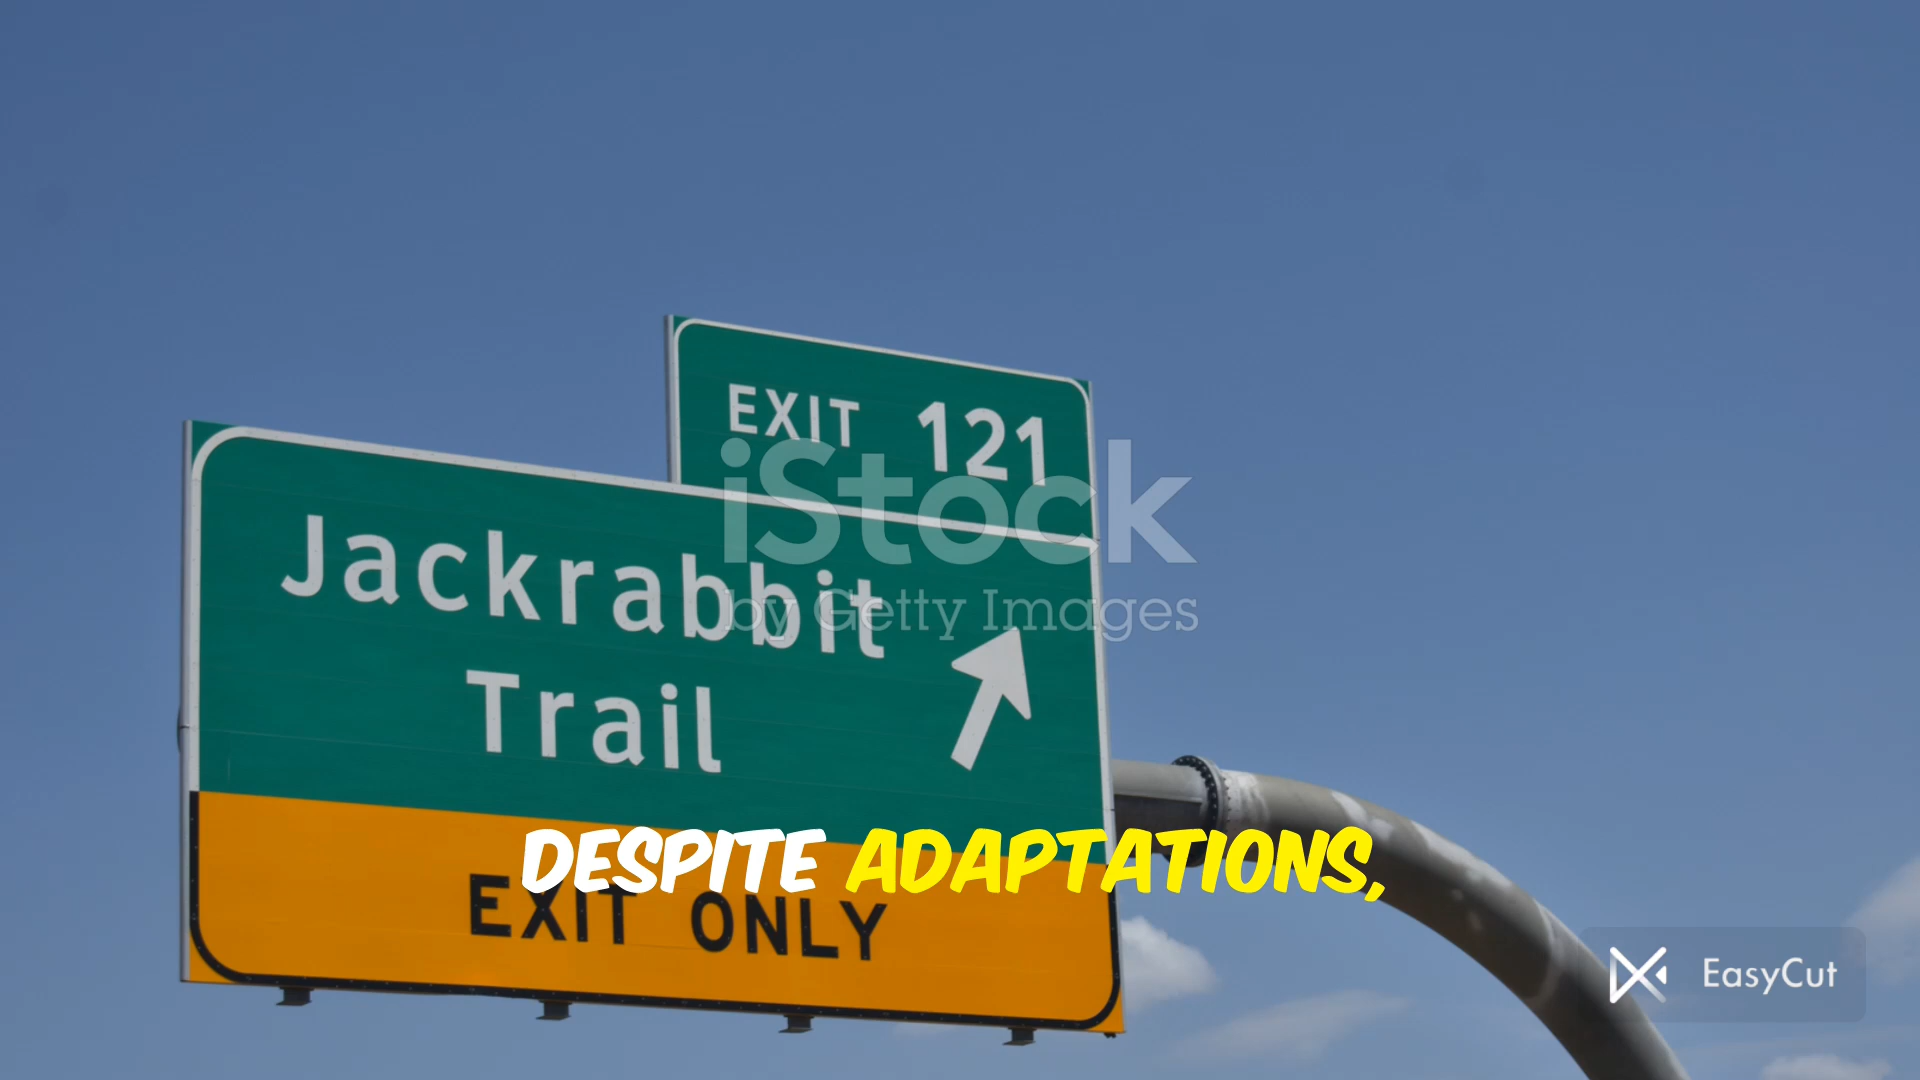 EXIT 121
iStock
by Getty Images
Jackrabbit
Trail
DESPITE ADAPTATIONS,
EXIT ONLY
EasyCut